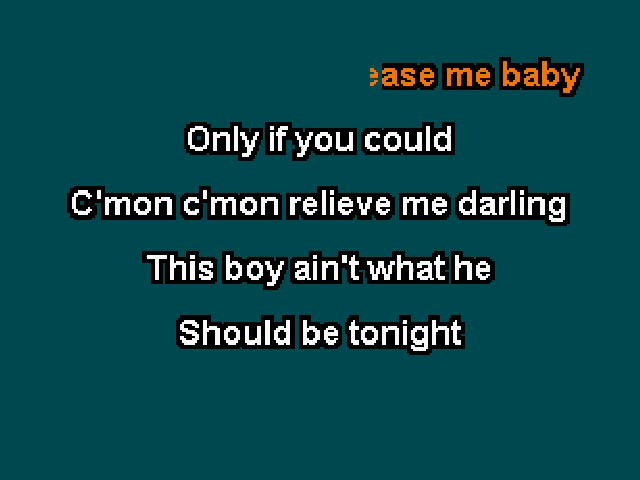 ease me baby
Only if you could
C'mon c'mon relieve me darling
This boy ain't what he
Should be tonight